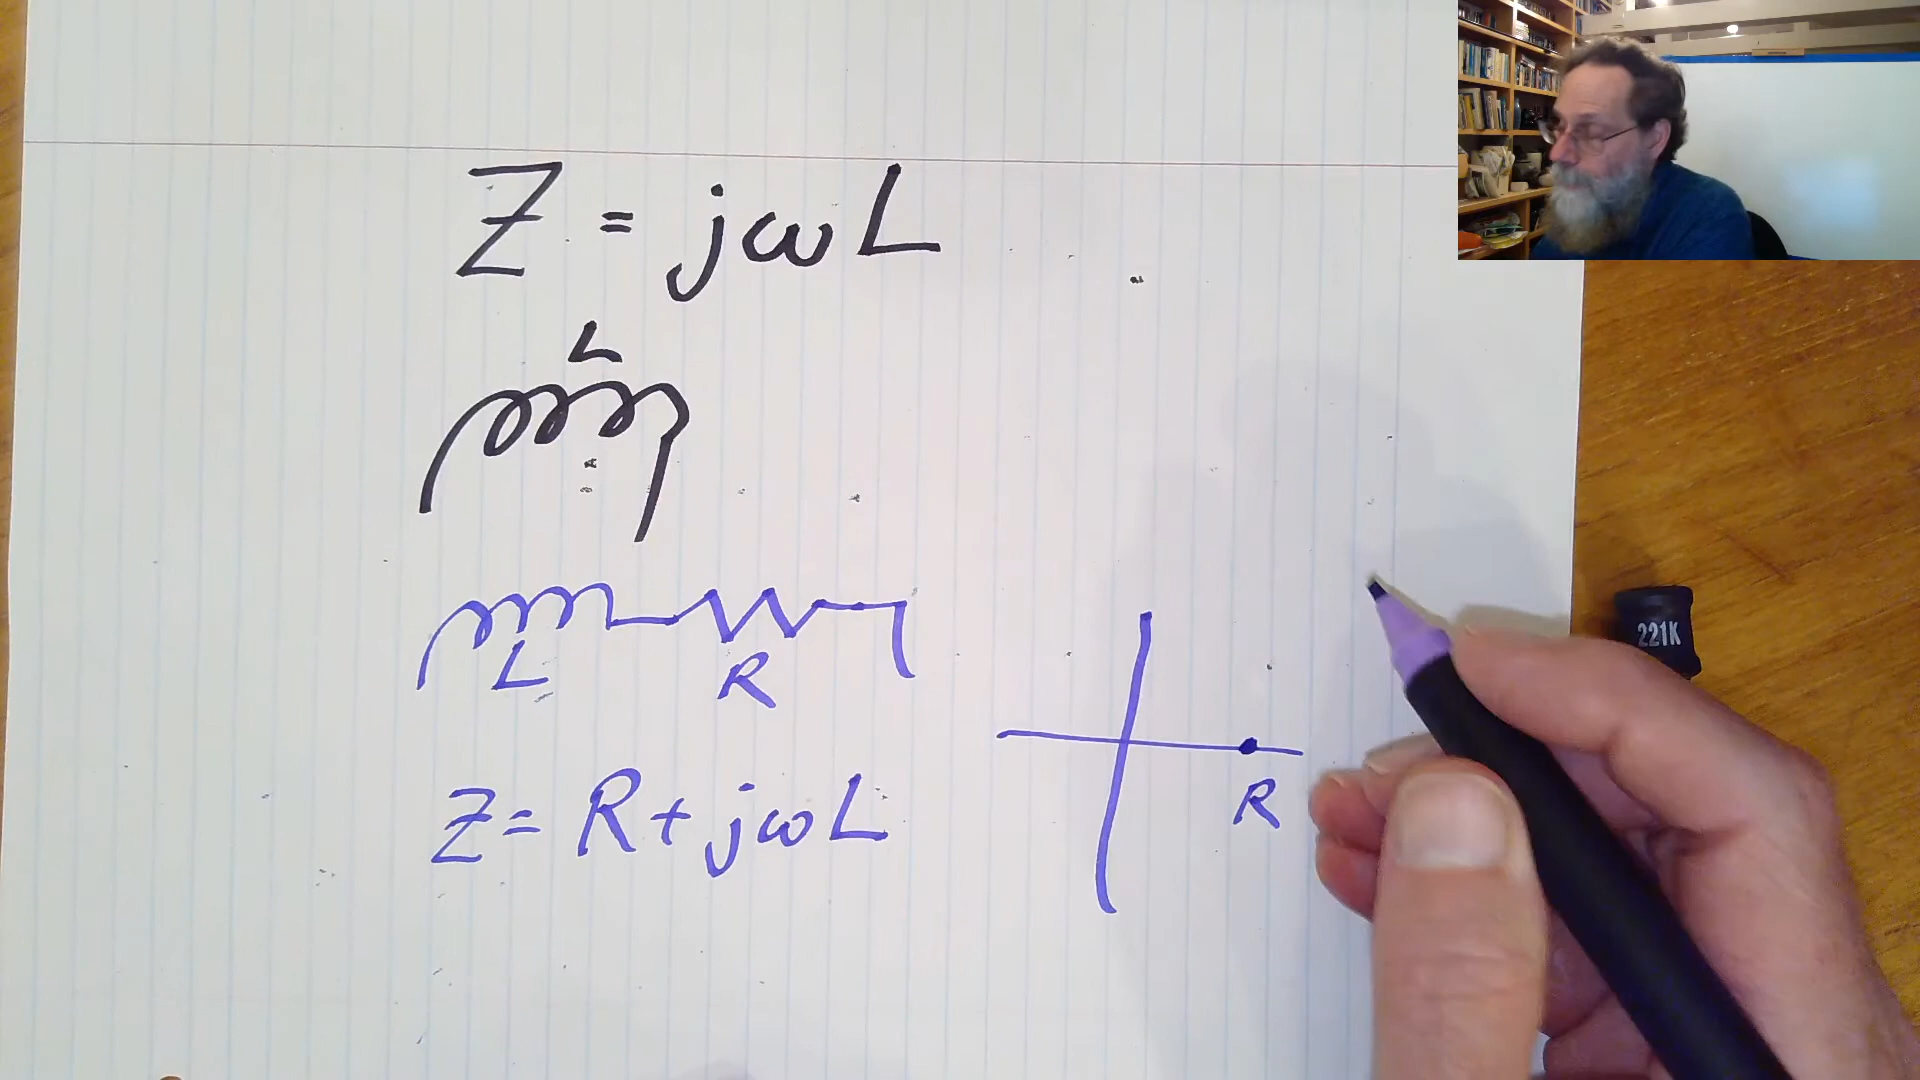 Z = jωL
L
L R
Z = R + jωL
R
221K